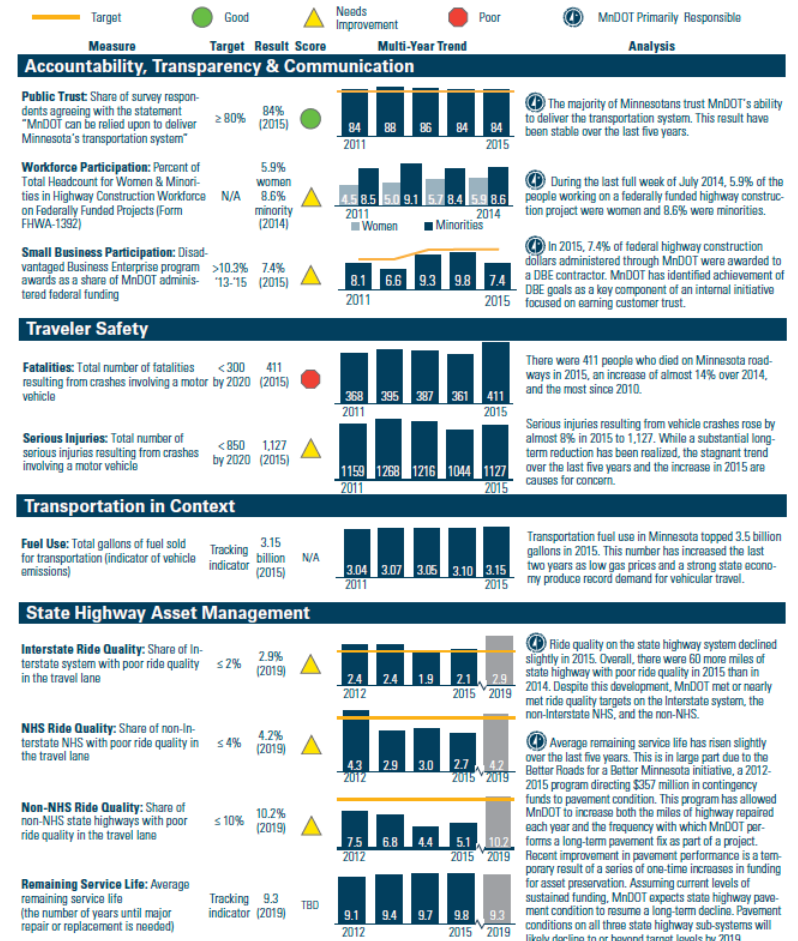 Target
Good
Needs
Improvement
Poor
MnDOT Primarily Responsible
Measure Target Result Score Multi-Year Trend Analysis
Accountability, Transparency & Communication
Public Trust: Share of survey respon-
dents agreeing with the statement
"MnDOT can be relied upon to deliver
Minnesota's transportation system"
≥ 80%
84%
(2015)
84 88 86 84 84
2011 2015
The majority of Minnesotans trust MnDOT's ability
to deliver the transportation system. This result have
been stable over the last five years.
Workforce Participation: Percent of
Total Headcount for Women & Minori-
ties in Highway Construction Workforce
on Federally Funded Projects (Form
FHWA-1392)
N/A
5.9%
women
8.6%
minority
(2014)
4.5 8.5 5.0 9.1 5.7 8.4 5.9 8.6
2011 2014
Women Minorities
During the last full week of July 2014, 5.9% of the
people working on a federally funded highway construc-
tion project were women and 8.6% were minorities.
Small Business Participation: Disad-
vantaged Business Enterprise program
awards as a share of MnDOT adminis-
tered federal funding
>10.3%
'13-'15
7.4%
(2015)
8.1 6.6 9.3 9.8 7.4
2011 2015
In 2015, 7.4% of federal highway construction
dollars administered through MnDOT were awarded to
a DBE contractor. MnDOT has identified achievement of
DBE goals as a key component of an internal initiative
focused on earning customer trust.
Traveler Safety
Fatalities: Total number of fatalities
resulting from crashes involving a motor
vehicle
<300
by 2020
411
(2015)
368 395 387 361 411
2011 2015
There were 411 people who died on Minnesota road-
ways in 2015, an increase of almost 14% over 2014,
and the most since 2010.
Serious Injuries: Total number of
serious injuries resulting from crashes
involving a motor vehicle
<850
by 2020
1,127
(2015)
1159 1268 1216 1044 1127
2011 2015
Serious injuries resulting from vehicle crashes rose by
almost 8% in 2015 to 1,127. While a substantial long-
term reduction has been realized, the stagnant trend
over the last five years and the increase in 2015 are
causes for concern.
Transportation in Context
Fuel Use: Total gallons of fuel sold
for transportation (indicator of vehicle
emissions)
Tracking
indicator
3.15
billion
(2015)
N/A
3.04 3.07 3.05 3.10 3.15
2011 2015
Transportation fuel use in Minnesota topped 3.5 billion
gallons in 2015. This number has increased the last
two years as low gas prices and a strong state econo-
my produce record demand for vehicular travel.
State Highway Asset Management
Interstate Ride Quality: Share of In-
terstate system with poor ride quality
in the travel lane
≤ 2%
2.9%
(2019)
2.4 2.4 1.9 2.1 2.9
2012 2015 2019
Ride quality on the state highway system declined
slightly in 2015. Overall, there were 60 more miles of
state highway with poor ride quality in 2015 than in
2014. Despite this development, MnDOT met or nearly
met ride quality targets on the Interstate system, the
non-Interstate NHS, and the non-NHS.
NHS Ride Quality: Share of non-In-
terstate NHS with poor ride quality in
the travel lane
≤ 4%
4.2%
(2019)
4.3 2.9 3.0 2.7 4.2
2012 2015 2019
Non-NHS Ride Quality: Share of
non-NHS state highways with poor
ride quality in the travel lane
≤ 10%
10.2%
(2019)
7.5 6.8 4.4 5.1 10.2
2012 2015 2019
Remaining Service Life: Average
remaining service life
(the number of years until major
repair or replacement is needed)
Tracking
indicator
9.3
(2019)
TBD
9.1 9.4 9.7 9.8 9.3
2012 2015 2019
Average remaining service life has risen slightly
over the last five years. This is in large part due to the
Better Roads for a Better Minnesota initiative, a 2012-
2015 program directing $357 million in contingency
funds to pavement condition. This program has allowed
MnDOT to increase both the miles of highway repaired
each year and the frequency with which MnDOT per-
forms a long-term pavement fix as part of a project.
Recent improvement in pavement performance is a tem-
porary result of a series of one-time increases in funding
for asset preservation. Assuming current levels of
sustained funding, MnDOT expects state highway pave-
ment condition to resume a long-term decline. Pavement
conditions on all three state highway sub-systems will
likely decline to or beyond target levels by 2019